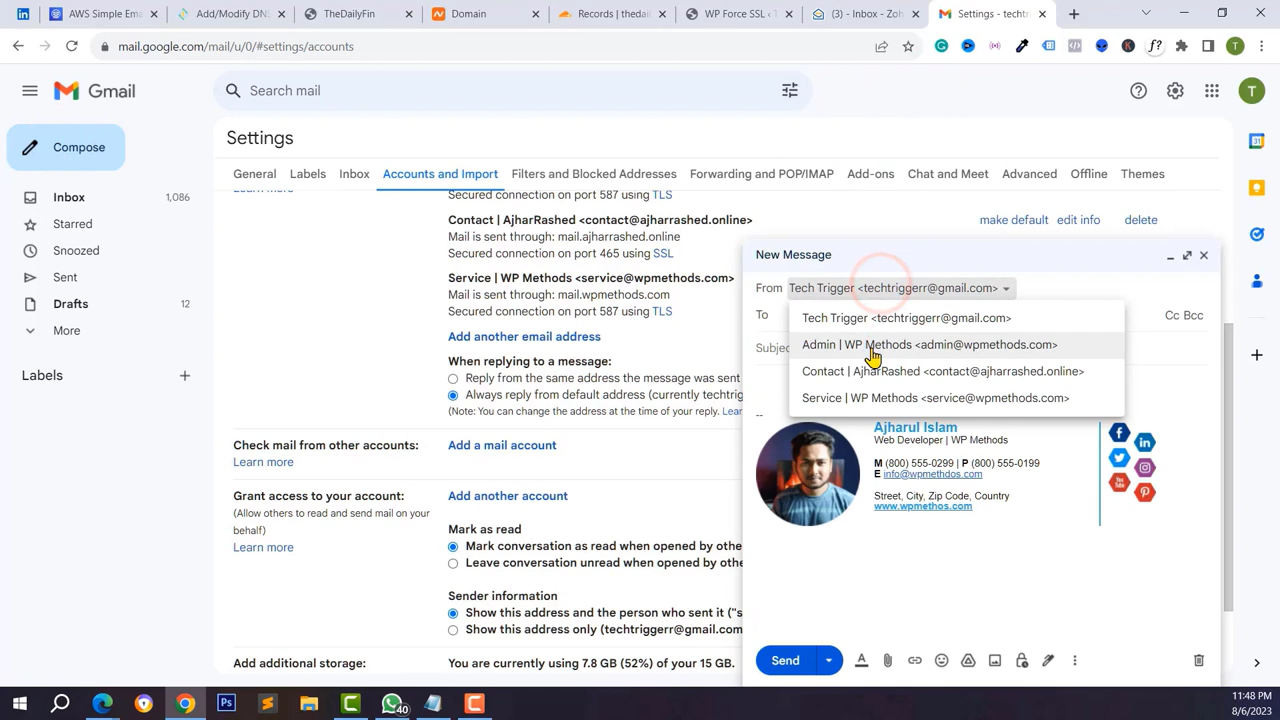 AWS Simple Ema
Add/Modify DNS
TheDailyFin
Domain
Records | thedai
WP Force SSL < T
(3) - Inbox - Zoh
Settings - techtr
mail.google.com/mail/u/0/#settings/accounts
Gmail
Search mail
Compose
Inbox 1,086
Starred
Snoozed
Sent
Drafts 12
More
Labels
Settings
General Labels Inbox Accounts and Import Filters and Blocked Addresses Forwarding and POP/IMAP Add-ons Chat and Meet Advanced Offline Themes
Learn more
Secured connection on port 587 using TLS
Contact | AjharRashed <contact@ajharrashed.online> make default edit info delete
Mail is sent through: mail.ajharrashed.online
Secured connection on port 465 using SSL
Service | WP Methods <service@wpmethods.com>
Mail is sent through: mail.wpmethods.com
Secured connection on port 587 using TLS
Add another email address
When replying to a message:
Reply from the same address the message was sent
Always reply from default address (currently techtri
(Note: You can change the address at the time of your reply. Lear
Check mail from other accounts: Add a mail account
Learn more
Grant access to your account: Add another account
(Allow others to read and send mail on your
behalf)
Learn more
Mark as read
Mark conversation as read when opened by othe
Leave conversation unread when opened by othe
Sender information
Show this address and the person who sent it ("s
Show this address only (techtriggerr@gmail.com
Add additional storage: You are currently using 7.8 GB (52%) of your 15 GB.
New Message
From Tech Trigger <techtriggerr@gmail.com>
To Cc Bcc
Subjec
Tech Trigger <techtriggerr@gmail.com>
Admin | WP Methods <admin@wpmethods.com>
Contact | AjharRashed <contact@ajharrashed.online>
Service | WP Methods <service@wpmethods.com>
--
Ajharul Islam
Web Developer | WP Methods
M (800) 555-0299 | P (800) 555-0199
E info@wpmethdos.com
Street, City, Zip Code, Country
www.wpmethos.com
Send
11:48 PM
8/6/2023